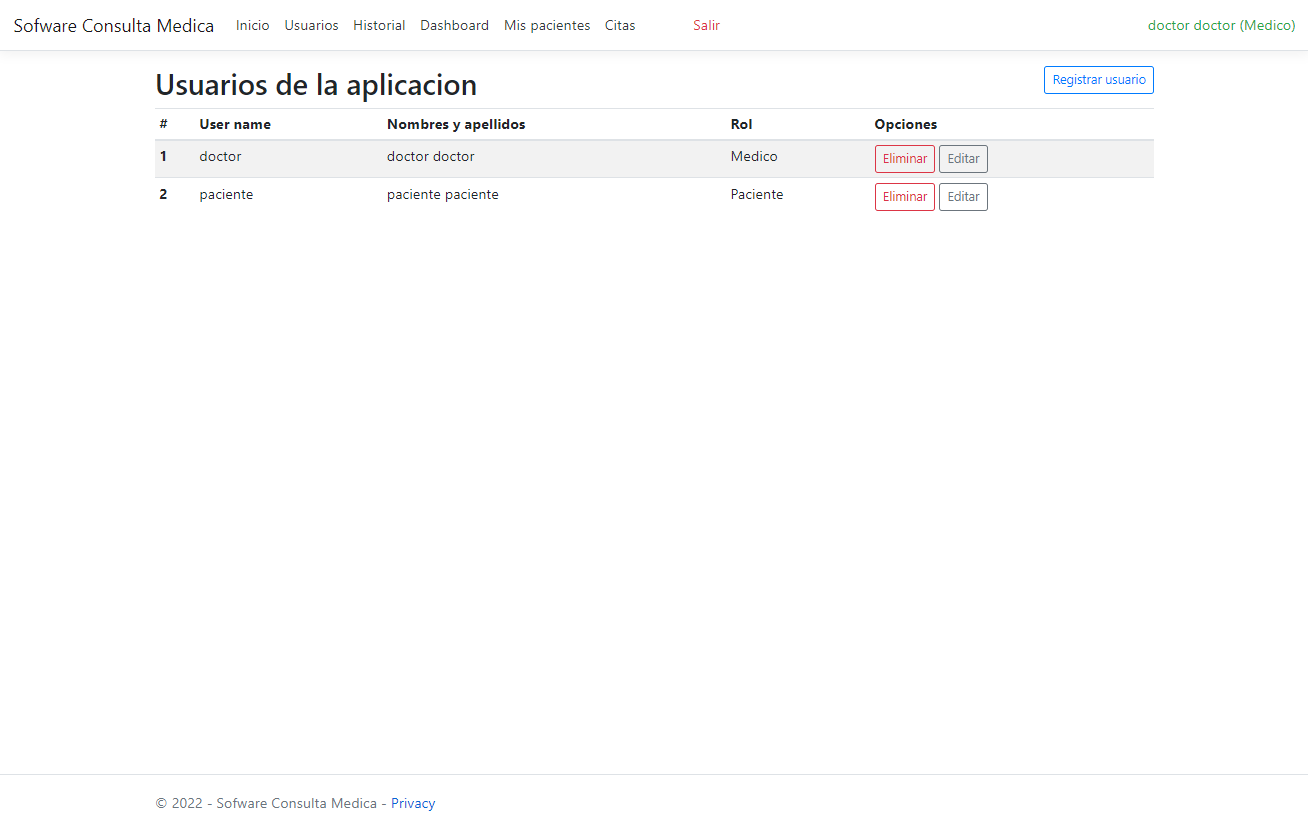 Sofware Consulta Medica Inicio Usuarios Historial Dashboard Mis pacientes Citas Salir doctor doctor (Medico)
Usuarios de la aplicacion Registrar usuario
# User name Nombres y apellidos Rol Opciones
1 doctor doctor doctor Medico Eliminar Editar
2 paciente paciente paciente Paciente Eliminar Editar
© 2022 - Sofware Consulta Medica - Privacy